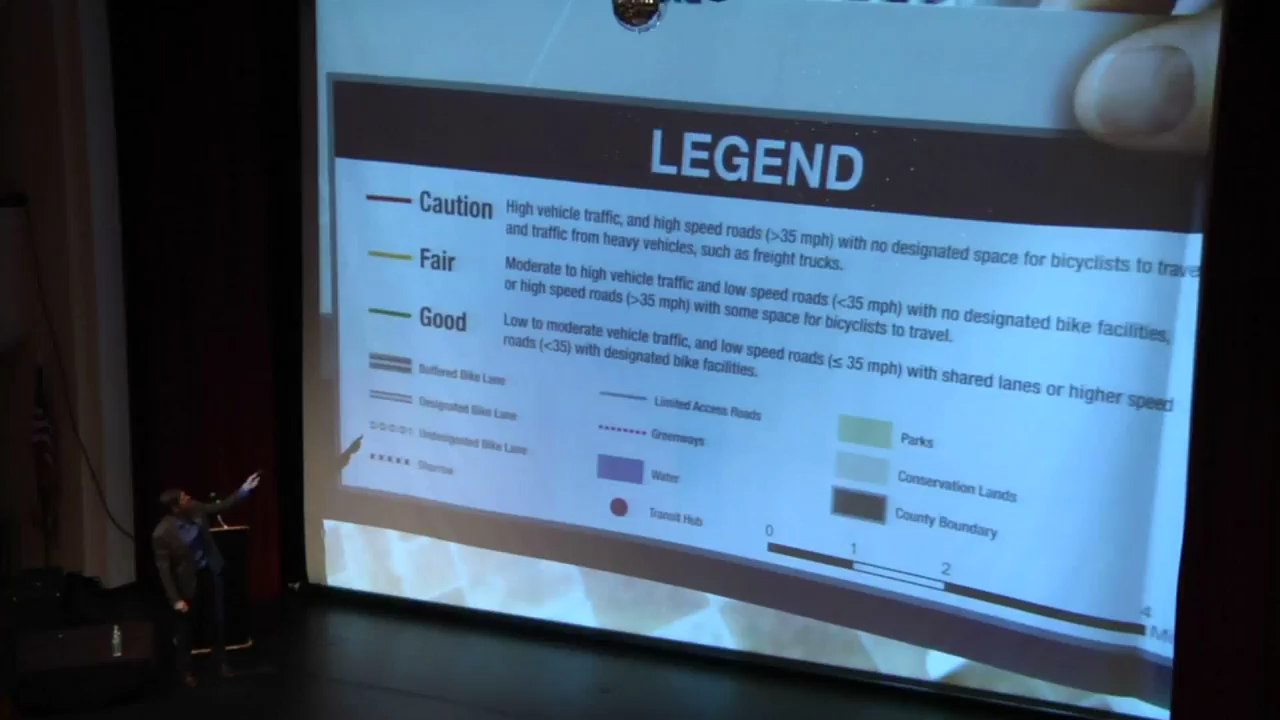 LEGEND
Caution High vehicle traffic, and high speed roads (>35 mph) with no designated space for bicyclists to trave
and traffic from heavy vehicles, such as freight trucks.
Fair Moderate to high vehicle traffic and low speed roads (<35 mph) with no designated bike facilities,
or high speed roads (>35 mph) with some space for bicyclists to travel.
Good Low to moderate vehicle traffic, and low speed roads (≤ 35 mph) with shared lanes or higher speed
roads (<35) with designated bike facilities.
Buffered Bike Lane
Designated Bike Lane
Undesignated Bike Lane
Sharrow
Limited Access Roads
Greenways
Water
Transit Hub
Parks
Conservation Lands
County Boundary
0 1 2 4